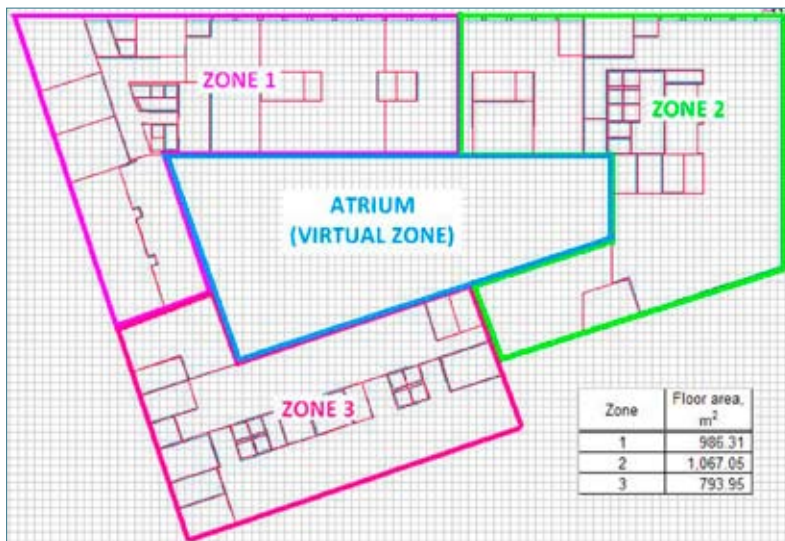 ZONE 1
ZONE 2
ATRIUM
(VIRTUAL ZONE)
ZONE 3
Zone Floor area, m²
1 986.31
2 1,067.05
3 793.95